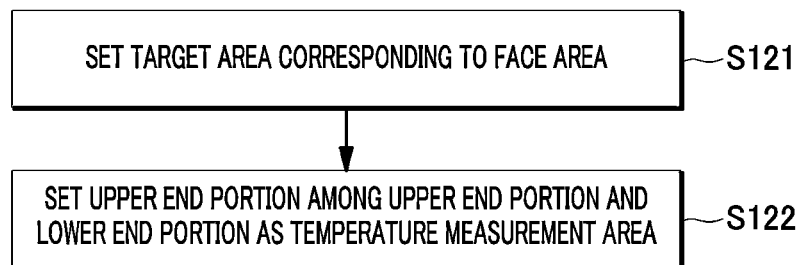 SET TARGET AREA CORRESPONDING TO FACE AREA
S121
SET UPPER END PORTION AMONG UPPER END PORTION AND
LOWER END PORTION AS TEMPERATURE MEASUREMENT AREA
S122